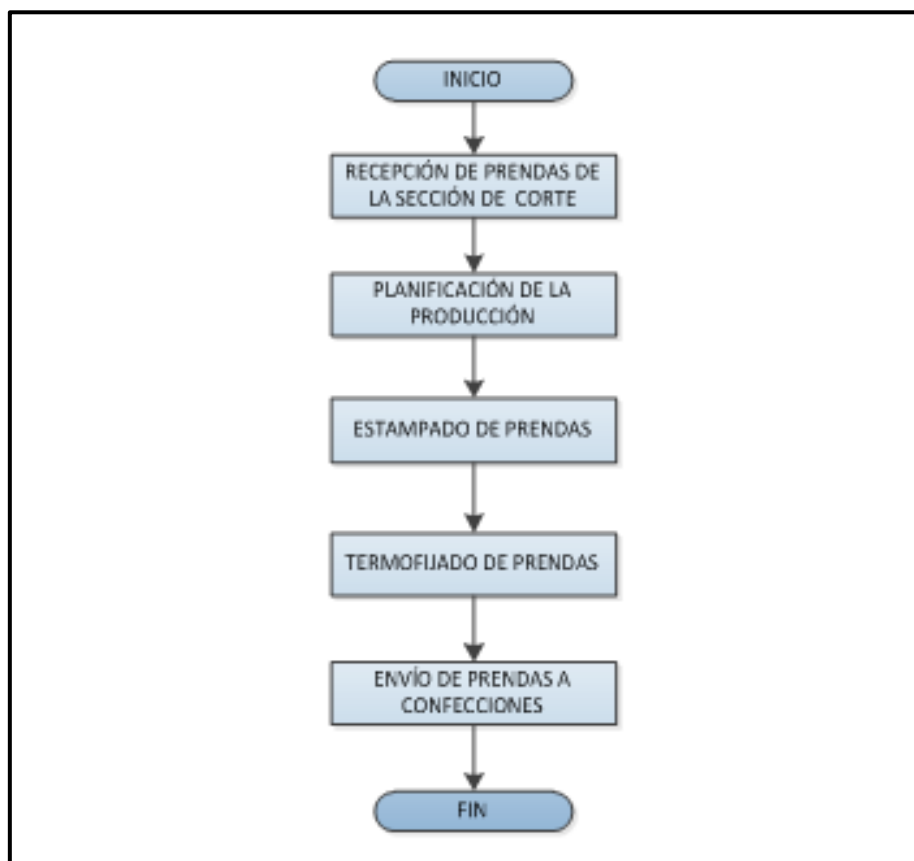 INICIO
RECEPCIÓN DE PRENDAS DE
LA SECCIÓN DE CORTE
PLANIFICACIÓN DE LA
PRODUCCIÓN
ESTAMPADO DE PRENDAS
TERMOFIJADO DE PRENDAS
ENVÍO DE PRENDAS A
CONFECCIONES
FIN